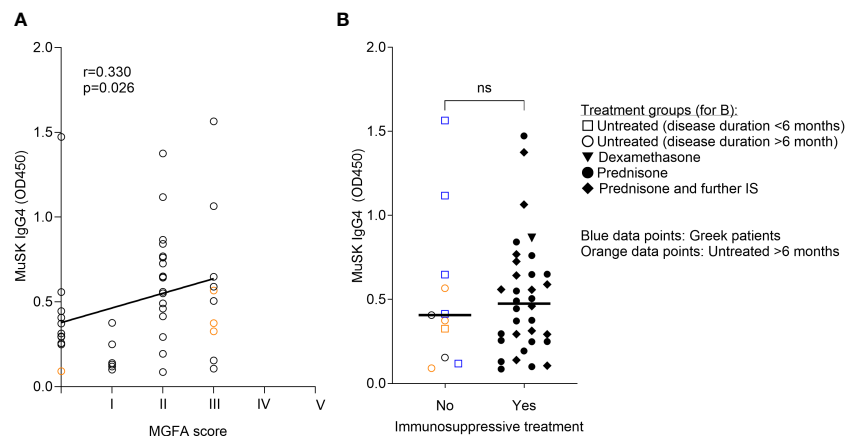 A
2.0
1.5
1.0
0.5
0.0
MuSK IgG4 (OD450)
r=0.330
p=0.026
I
II
III
IV
V
MGFA score
B
2.0
1.5
1.0
0.5
0.0
MuSK IgG4 (OD450)
ns
No
Yes
Immunosuppressive treatment
Treatment groups (for B):
Untreated (disease duration <6 months)
Untreated (disease duration >6 month)
Dexamethasone
Prednisone
Prednisone and further IS
Blue data points: Greek patients
Orange data points: Untreated >6 months